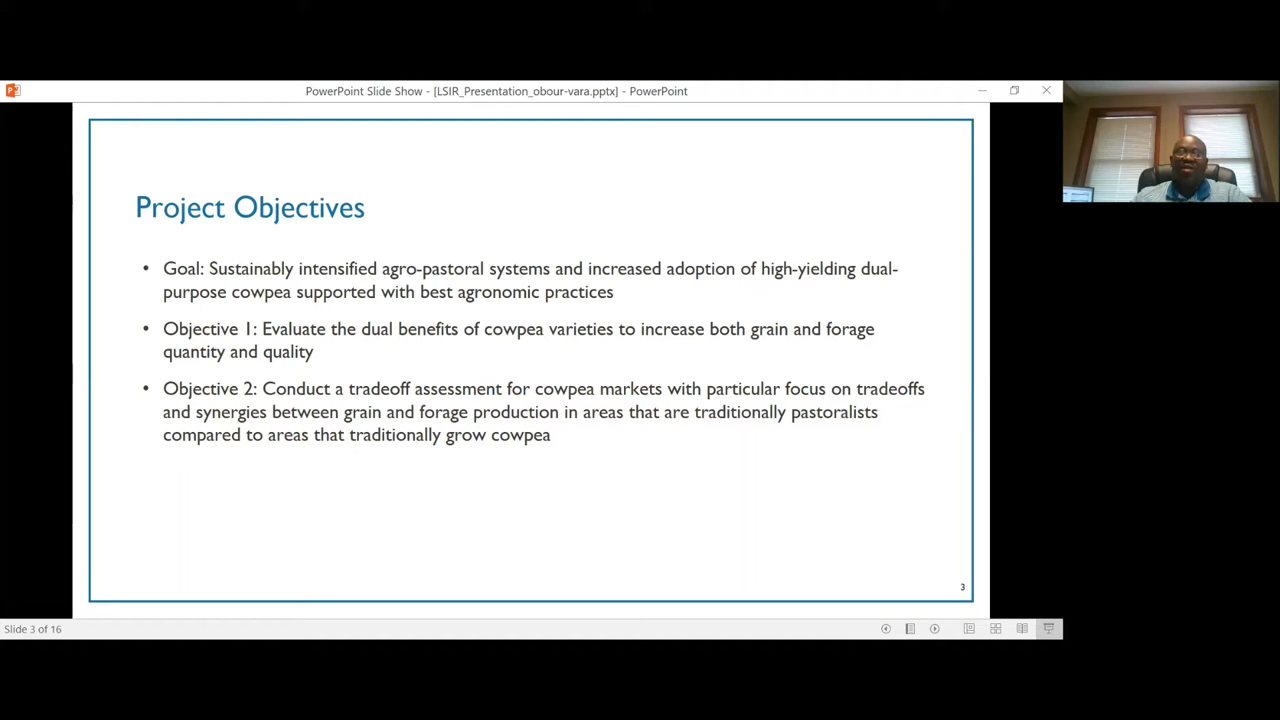 PowerPoint Slide Show - [LSIR_Presentation_obour-vara.pptx] - PowerPoint
Project Objectives
• Goal: Sustainably intensified agro-pastoral systems and increased adoption of high-yielding dual-
purpose cowpea supported with best agronomic practices
• Objective 1: Evaluate the dual benefits of cowpea varieties to increase both grain and forage
quantity and quality
• Objective 2: Conduct a tradeoff assessment for cowpea markets with particular focus on tradeoffs
and synergies between grain and forage production in areas that are traditionally pastoralists
compared to areas that traditionally grow cowpea
3
Slide 3 of 16